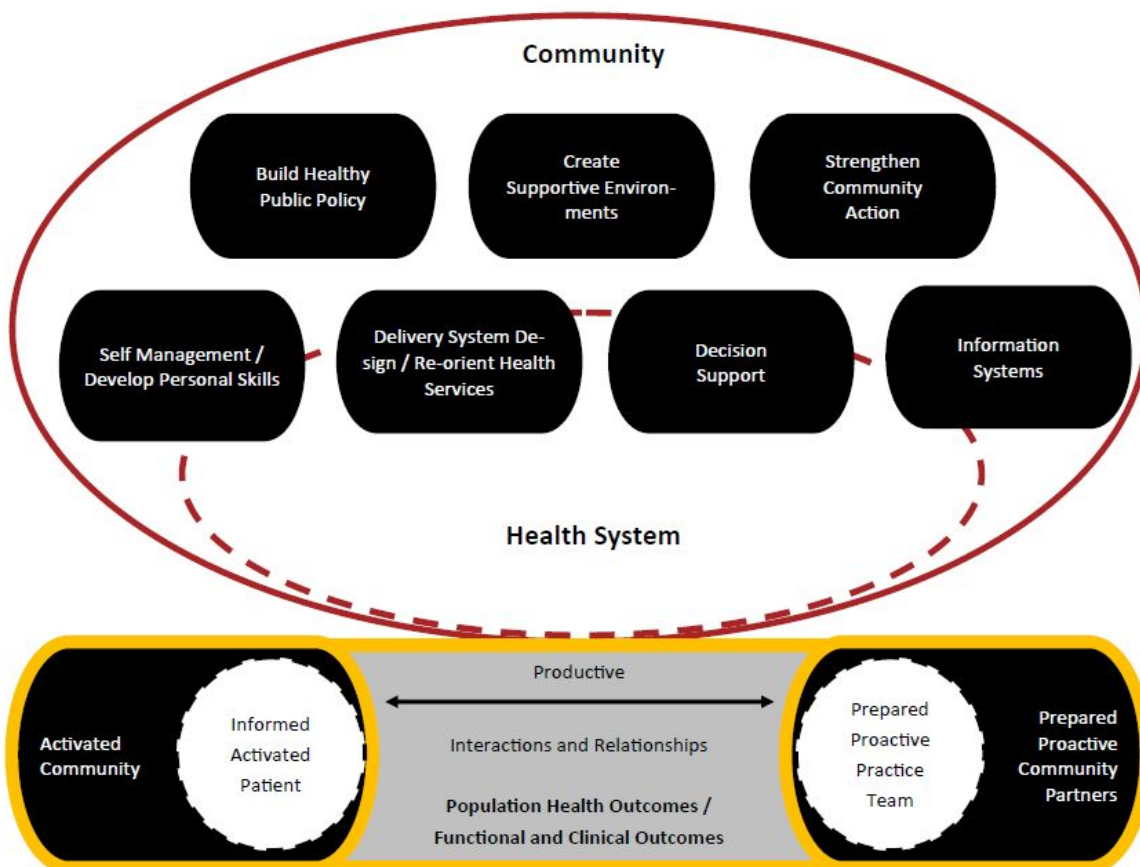 Community
Build Healthy
Public Policy
Create
Supportive Environ-
ments
Strengthen
Community
Action
Self Management /
Develop Personal Skills
Delivery System De-
sign / Re-orient Health
Services
Decision
Support
Information
Systems
Health System
Activated
Community
Informed
Activated
Patient
Productive
Interactions and Relationships
Population Health Outcomes /
Functional and Clinical Outcomes
Prepared
Proactive
Practice
Team
Prepared
Proactive
Community
Partners